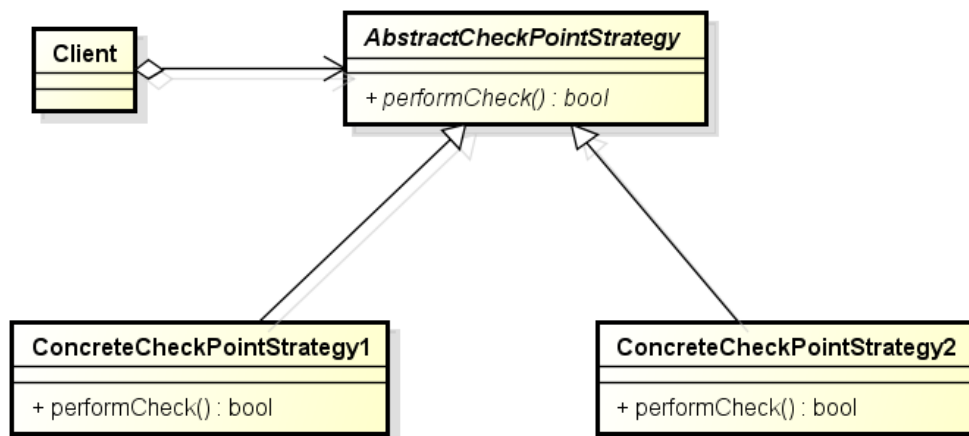 Client
AbstractCheckPointStrategy
+ performCheck() : bool
ConcreteCheckPointStrategy1
+ performCheck() : bool
ConcreteCheckPointStrategy2
+ performCheck() : bool